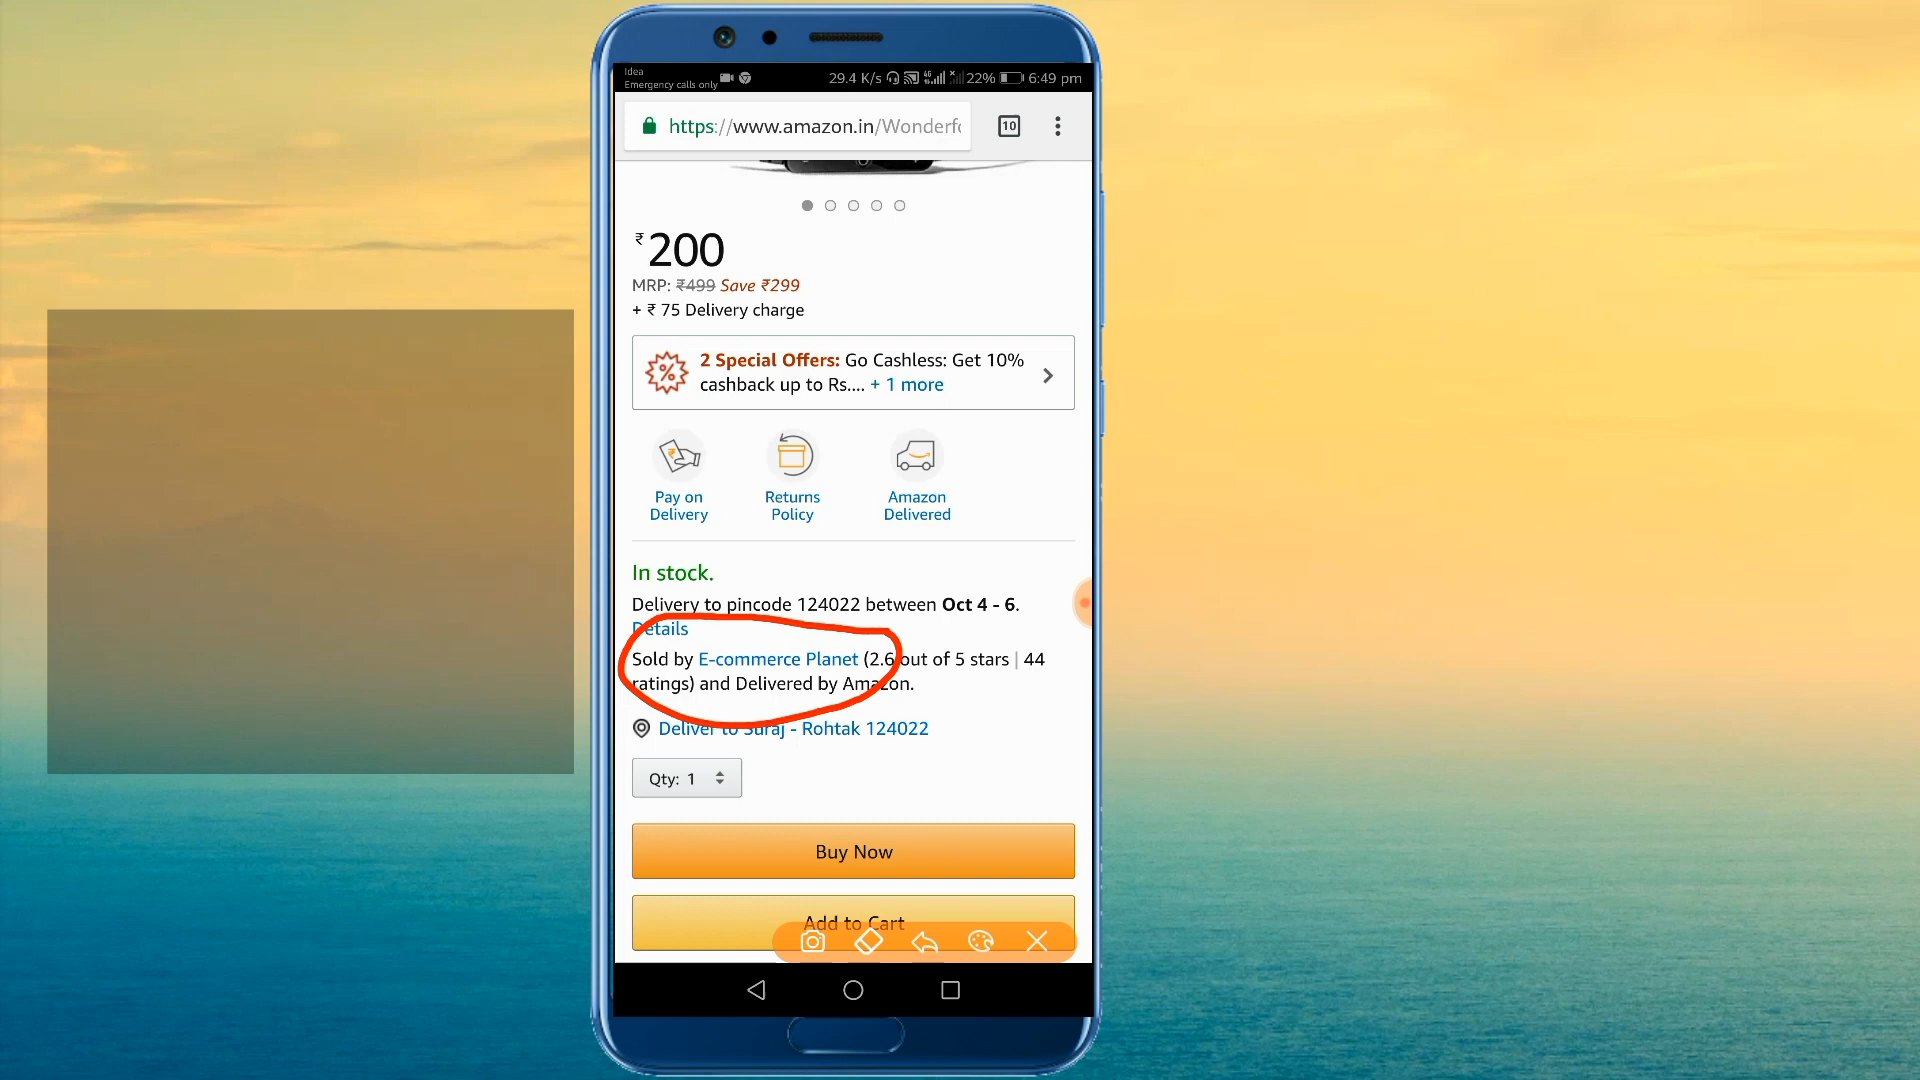 Idea
Emergency calls only
29.4 K/s 4G 22% 6:49 pm
https://www.amazon.in/Wonderfo
10
₹200
MRP: ₹499 Save ₹299
+ ₹ 75 Delivery charge
2 Special Offers: Go Cashless: Get 10%
cashback up to Rs.... + 1 more
Pay on
Delivery
Returns
Policy
Amazon
Delivered
In stock.
Delivery to pincode 124022 between Oct 4 - 6.
Details
Sold by E-commerce Planet (2.6 out of 5 stars | 44
ratings) and Delivered by Amazon.
Deliver to Suraj - Rohtak 124022
Qty: 1
Buy Now
Add to Cart